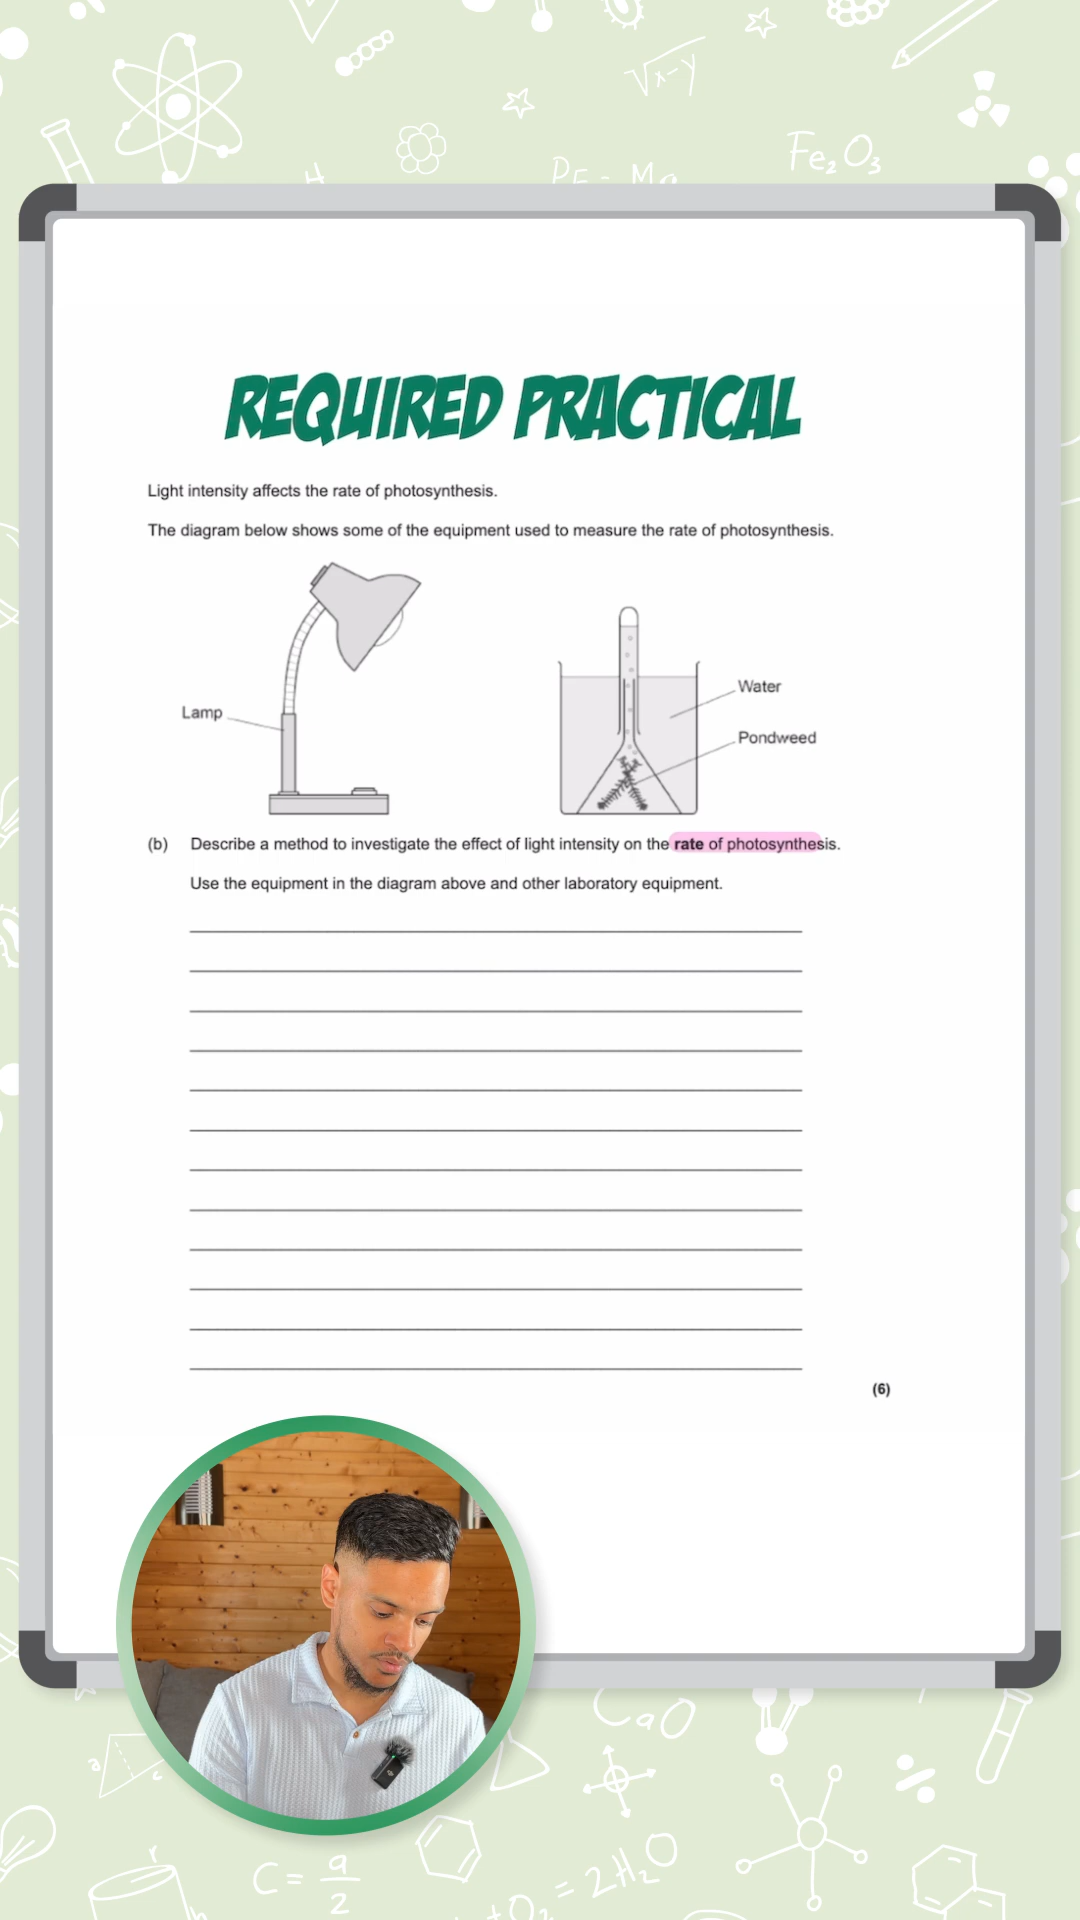 √x-y
Fe₂O₃
H
PE = Mg
REQUIRED PRACTICAL
Light intensity affects the rate of photosynthesis.
The diagram below shows some of the equipment used to measure the rate of photosynthesis.
Lamp
Water
Pondweed
(b) Describe a method to investigate the effect of light intensity on the rate of photosynthesis.
Use the equipment in the diagram above and other laboratory equipment.
(6)
CaO
a
c
r
C = q/2
+O₂ = 2H₂O